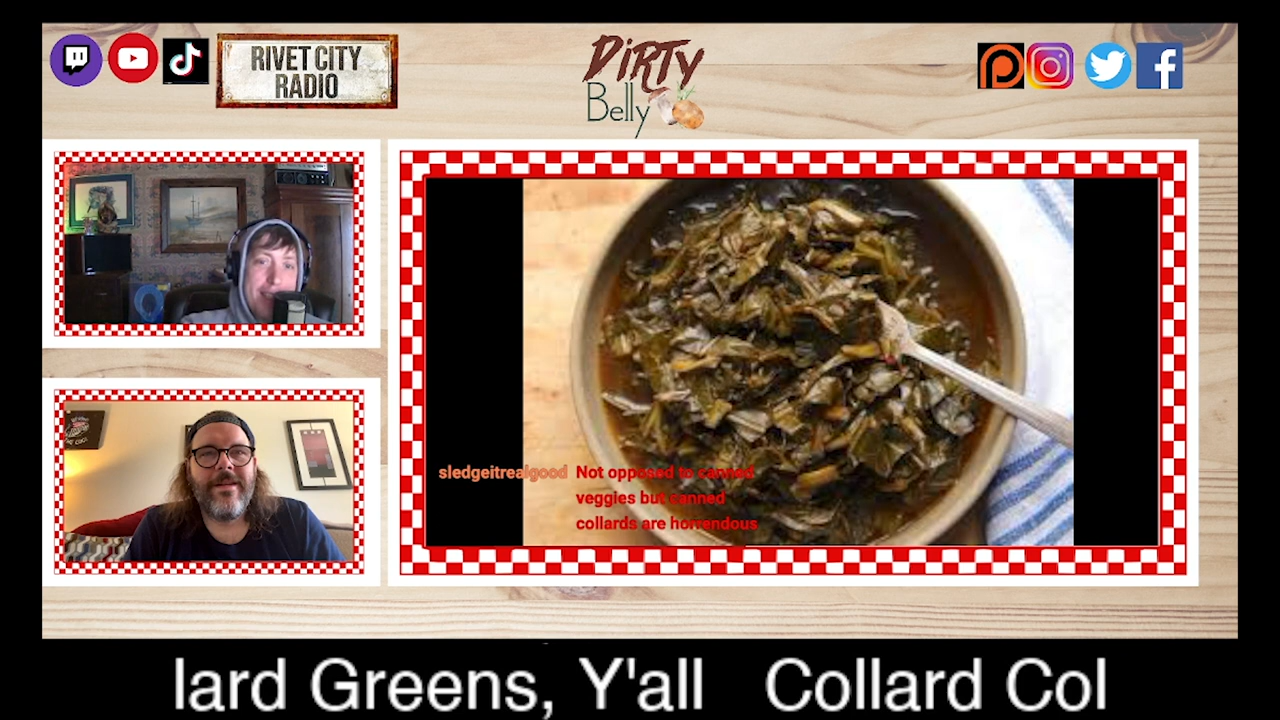 RIVET CITY
RADIO
DiRTy
Belly
sledgeitrealgood Not opposed to canned
veggies but canned
collards are horrendous
lard Greens, Y'all Collard Col